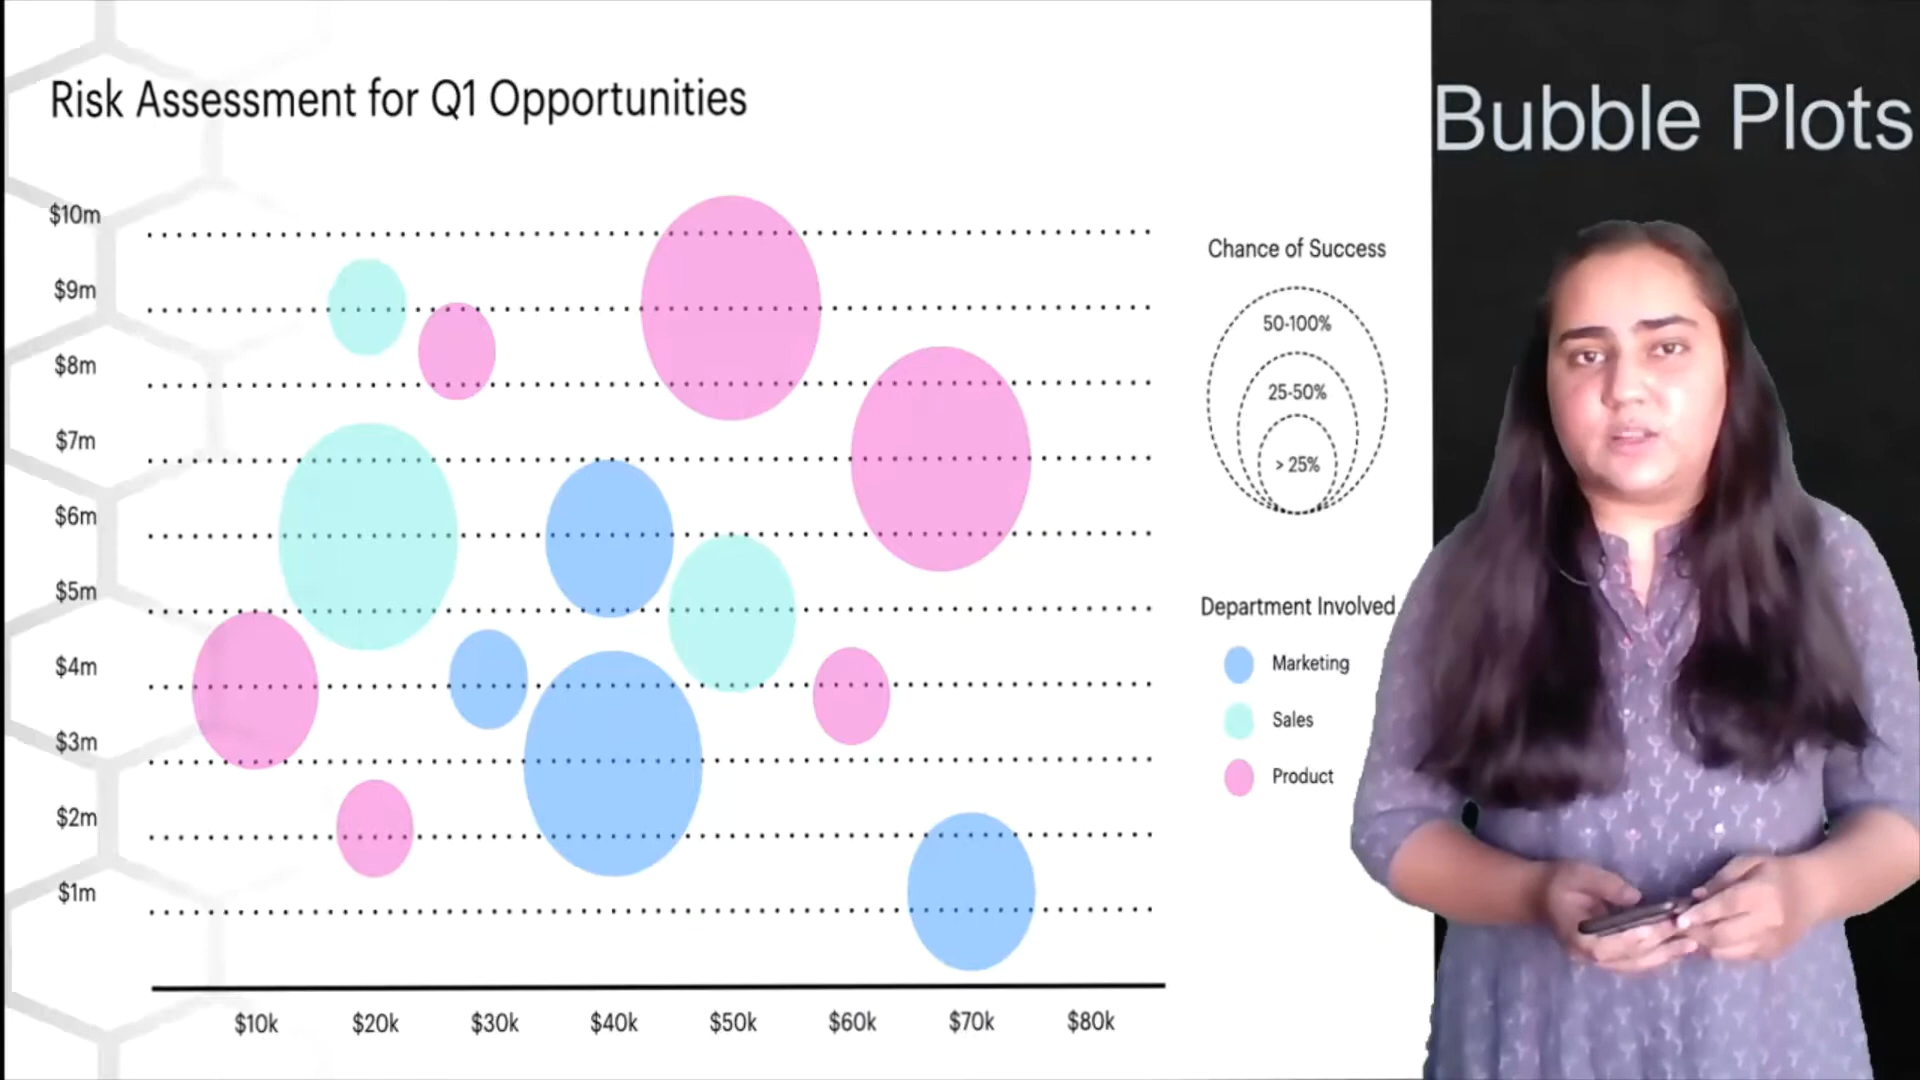 Risk Assessment for Q1 Opportunities
Bubble Plots
$10m
$9m
$8m
$7m
$6m
$5m
$4m
$3m
$2m
$1m
$10k
$20k
$30k
$40k
$50k
$60k
$70k
$80k
Chance of Success
50-100%
25-50%
> 25%
Department Involved
Marketing
Sales
Product